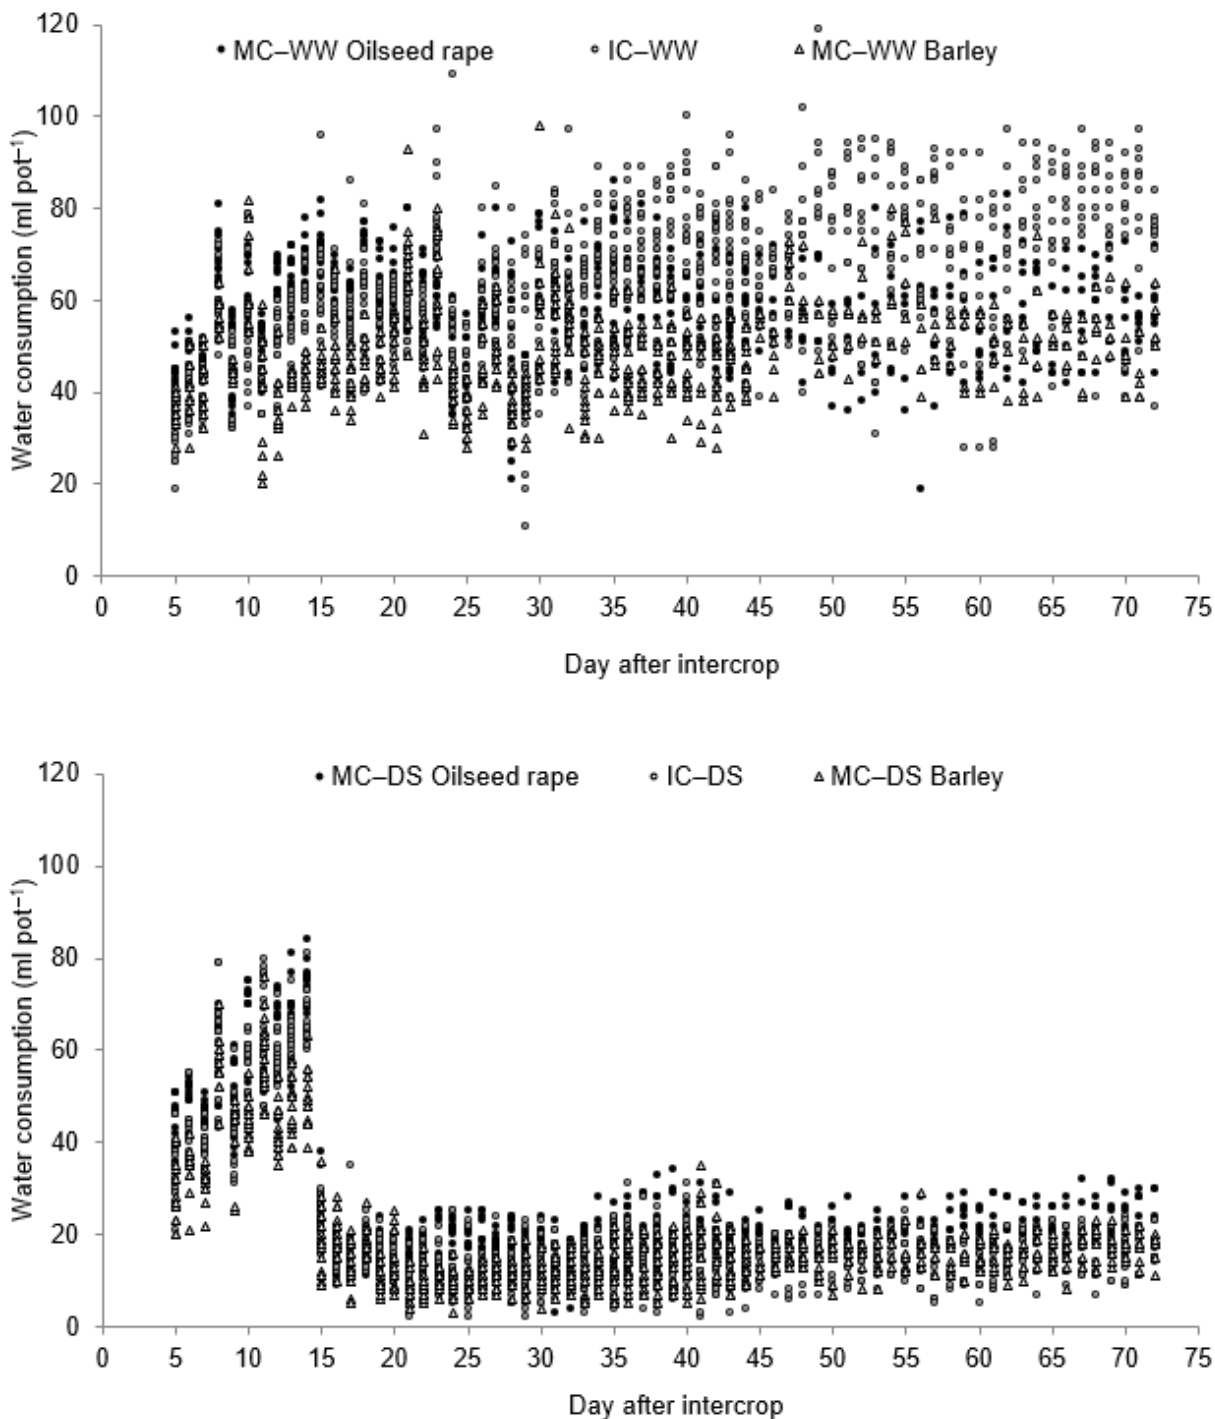 120
MC–WW Oilseed rape IC–WW MC–WW Barley
100
80
60
40
20
0
Water consumption (ml pot⁻¹)
0 5 10 15 20 25 30 35 40 45 50 55 60 65 70 75
Day after intercrop
120
MC–DS Oilseed rape IC–DS MC–DS Barley
100
80
60
40
20
0
Water consumption (ml pot⁻¹)
0 5 10 15 20 25 30 35 40 45 50 55 60 65 70 75
Day after intercrop